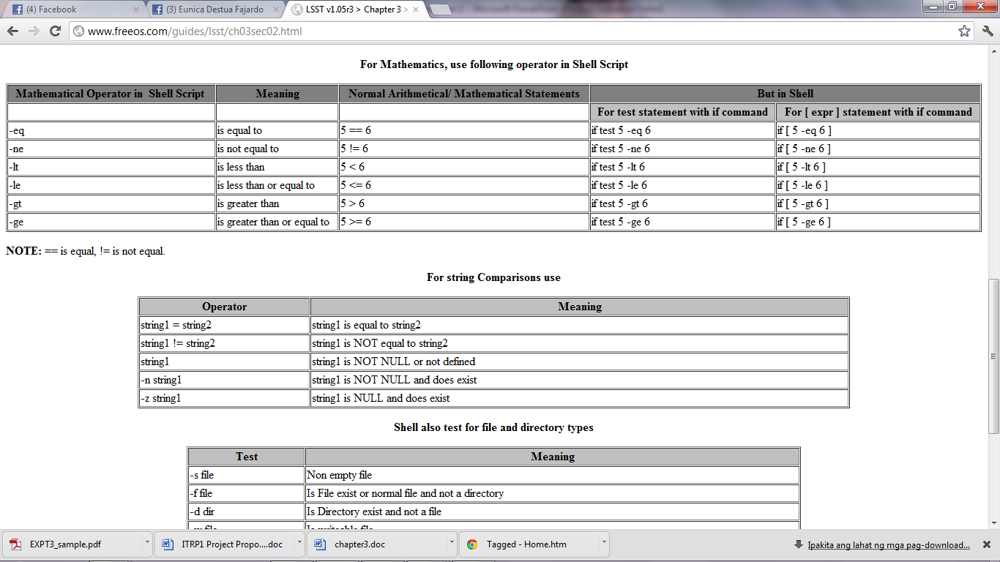 Microsoft PowerPoint
(4) Facebook
(3) Eunica Destua Fajardo
LSST v1.05r3 > Chapter 3 >
www.freeos.com/guides/lsst/ch03sec02.html
For Mathematics, use following operator in Shell Script
Mathematical Operator in Shell Script Meaning Normal Arithmetical/ Mathematical Statements But in Shell
For test statement with if command For [ expr ] statement with if command
-eq is equal to 5 == 6 if test 5 -eq 6 if [ 5 -eq 6 ]
-ne is not equal to 5 != 6 if test 5 -ne 6 if [ 5 -ne 6 ]
-lt is less than 5 < 6 if test 5 -lt 6 if [ 5 -lt 6 ]
-le is less than or equal to 5 <= 6 if test 5 -le 6 if [ 5 -le 6 ]
-gt is greater than 5 > 6 if test 5 -gt 6 if [ 5 -gt 6 ]
-ge is greater than or equal to 5 >= 6 if test 5 -ge 6 if [ 5 -ge 6 ]
NOTE: == is equal, != is not equal.
For string Comparisons use
Operator Meaning
string1 = string2 string1 is equal to string2
string1 != string2 string1 is NOT equal to string2
string1 string1 is NOT NULL or not defined
-n string1 string1 is NOT NULL and does exist
-z string1 string1 is NULL and does exist
Shell also test for file and directory types
Test Meaning
-s file Non empty file
-f file Is File exist or normal file and not a directory
-d dir Is Directory exist and not a file
-w file Is writeable file
EXPT3_sample.pdf
ITRP1 Project Propo....doc
chapter3.doc
Tagged - Home.htm
Ipakita ang lahat ng mga pag-download...